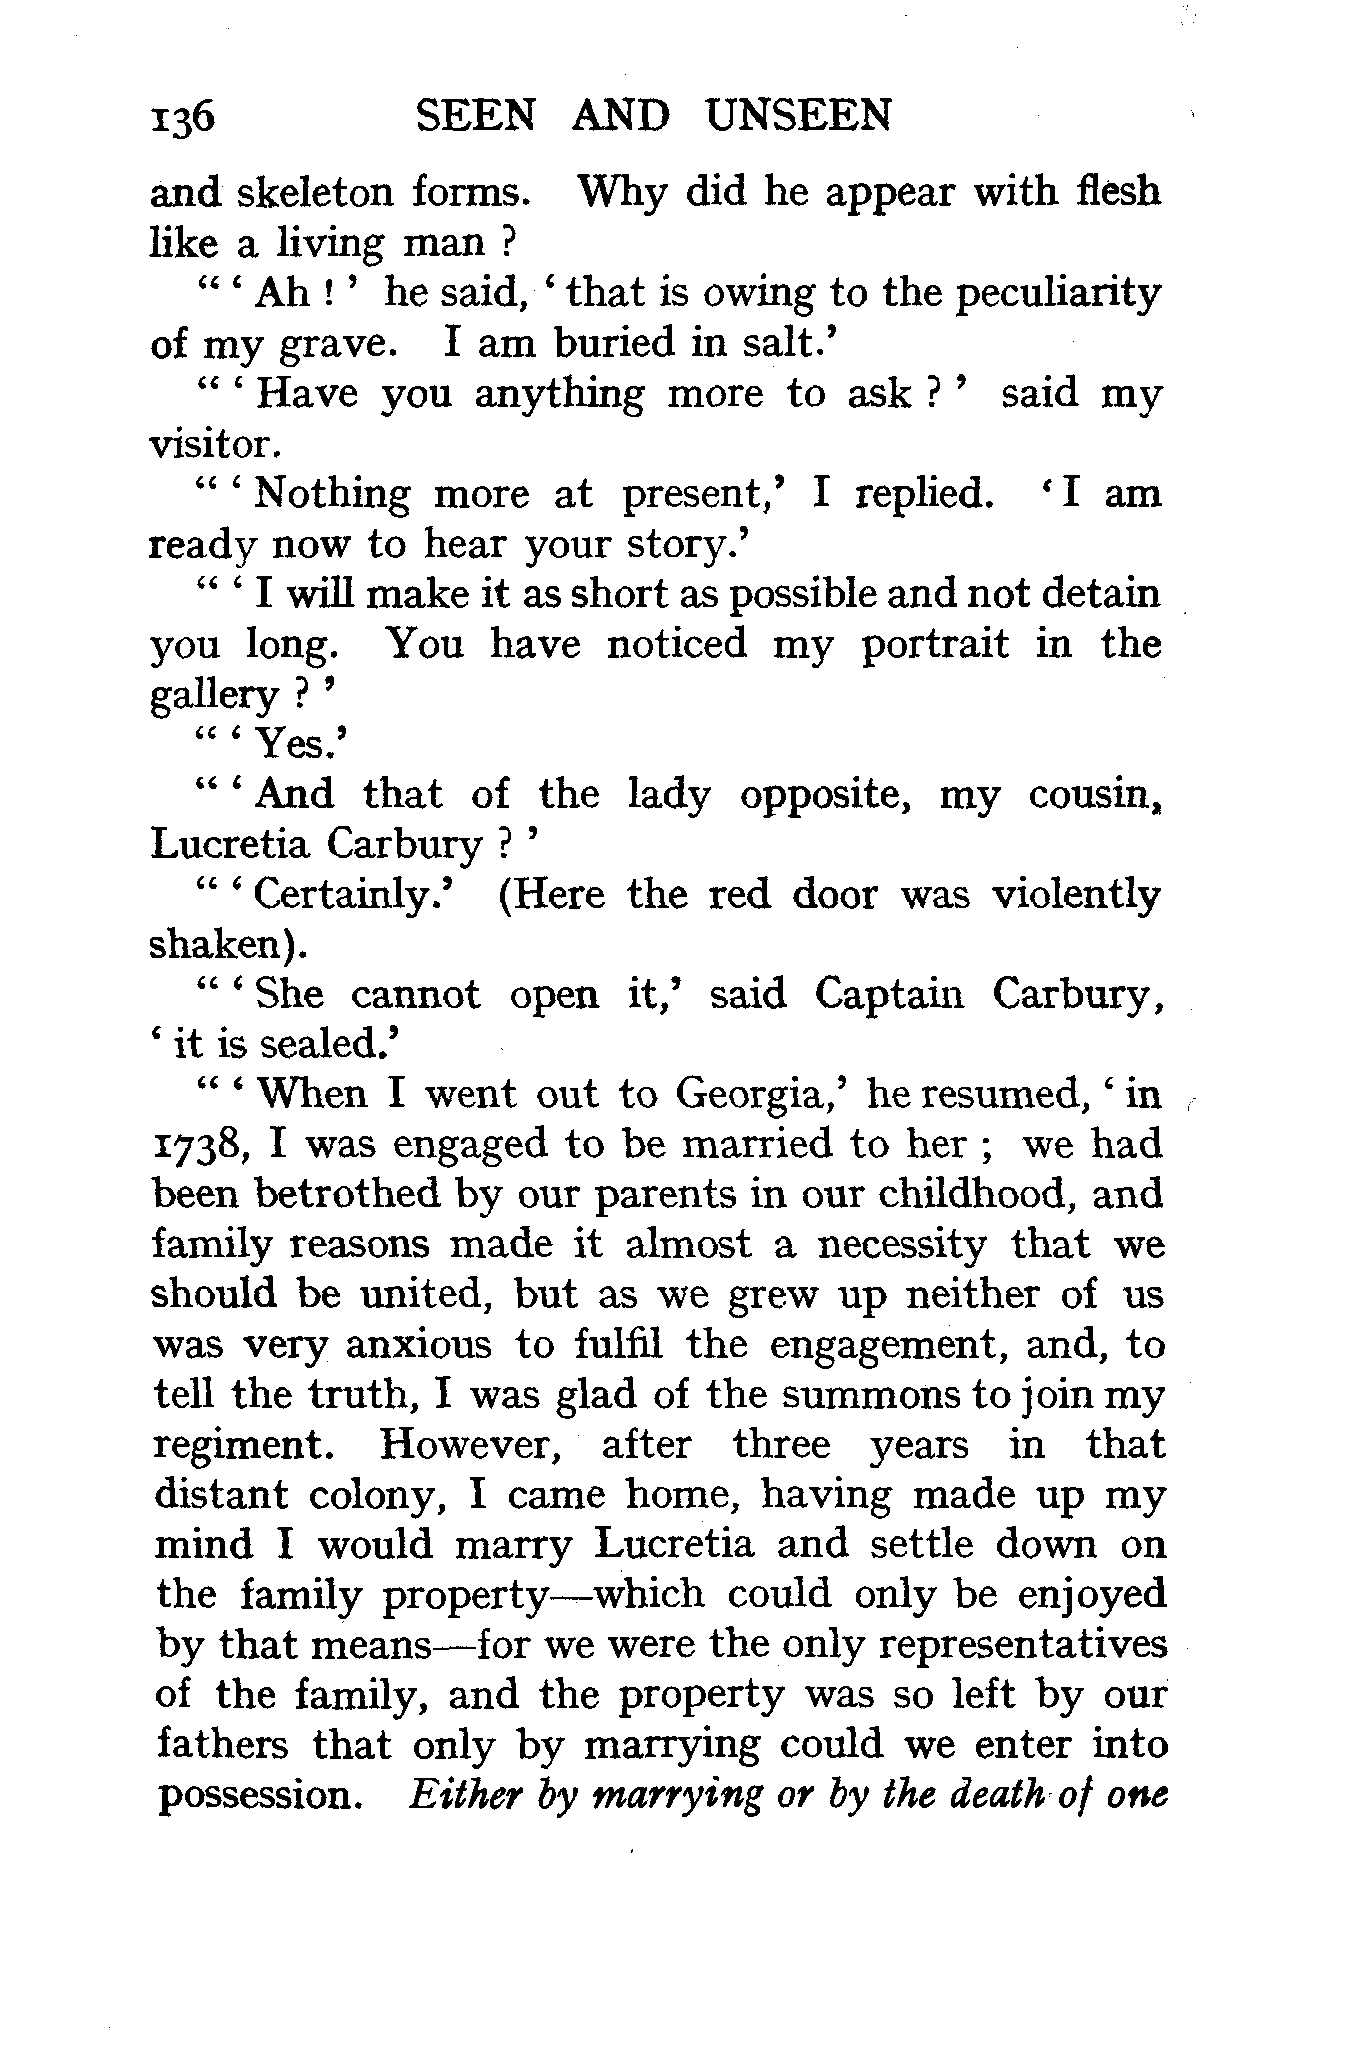 136 SEEN AND UNSEEN
and skeleton forms. Why did he appear with flesh
like a living man ?
“ ‘ Ah ! ’ he said, ‘ that is owing to the peculiarity
of my grave. I am buried in salt.’
“ ‘ Have you anything more to ask ? ’ said my
visitor.
“ ‘ Nothing more at present,’ I replied. ‘ I am
ready now to hear your story.’
“ ‘ I will make it as short as possible and not detain
you long. You have noticed my portrait in the
gallery ? ’
“ ‘ Yes.’
“ ‘ And that of the lady opposite, my cousin,
Lucretia Carbury ? ’
“ ‘ Certainly.’ (Here the red door was violently
shaken).
“ ‘ She cannot open it,’ said Captain Carbury,
‘ it is sealed.’
“ ‘ When I went out to Georgia,’ he resumed, ‘ in
1738, I was engaged to be married to her ; we had
been betrothed by our parents in our childhood, and
family reasons made it almost a necessity that we
should be united, but as we grew up neither of us
was very anxious to fulfil the engagement, and, to
tell the truth, I was glad of the summons to join my
regiment. However, after three years in that
distant colony, I came home, having made up my
mind I would marry Lucretia and settle down on
the family property—which could only be enjoyed
by that means—for we were the only representatives
of the family, and the property was so left by our
fathers that only by marrying could we enter into
possession. Either by marrying or by the death of one